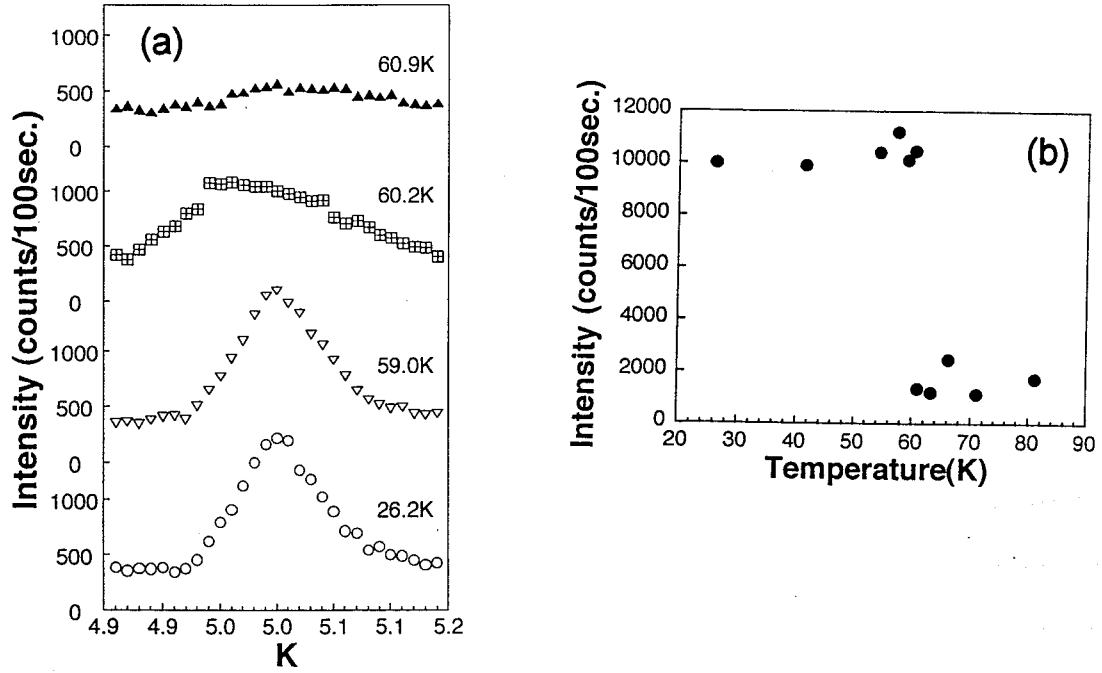 (a)
Intensity (counts/100sec.)
1000
500
0
1000
500
0
1000
500
0
1000
500
0
60.9K
60.2K
59.0K
26.2K
4.9 4.9 5.0 5.0 5.1 5.1 5.2
K
(b)
Intensity (counts/100sec.)
12000
10000
8000
6000
4000
2000
0
20 30 40 50 60 70 80 90
Temperature(K)